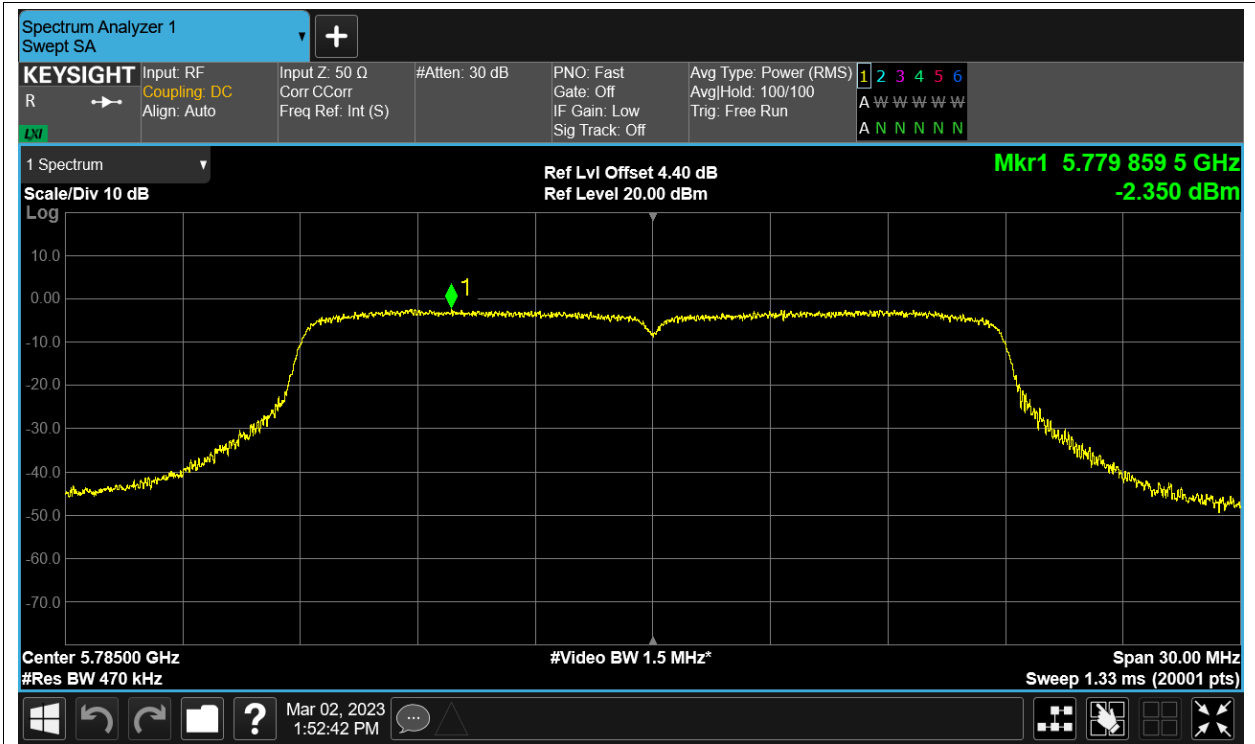 Spectrum Analyzer 1
Swept SA
KEYSIGHT
R
LXI
Input: RF
Coupling: DC
Align: Auto
Input Z: 50 Ω
Corr CCorr
Freq Ref: Int (S)
#Atten: 30 dB
PNO: Fast
Gate: Off
IF Gain: Low
Sig Track: Off
Avg Type: Power (RMS)
Avg|Hold: 100/100
Trig: Free Run
1 2 3 4 5 6
A W W W W W
A N N N N N
1 Spectrum
Scale/Div 10 dB
Log
Ref Lvl Offset 4.40 dB
Ref Level 20.00 dBm
Mkr1 5.779 859 5 GHz
-2.350 dBm
10.0
0.00
-10.0
-20.0
-30.0
-40.0
-50.0
-60.0
-70.0
1
Center 5.78500 GHz
#Res BW 470 kHz
#Video BW 1.5 MHz*
Span 30.00 MHz
Sweep 1.33 ms (20001 pts)
?
Mar 02, 2023
1:52:42 PM